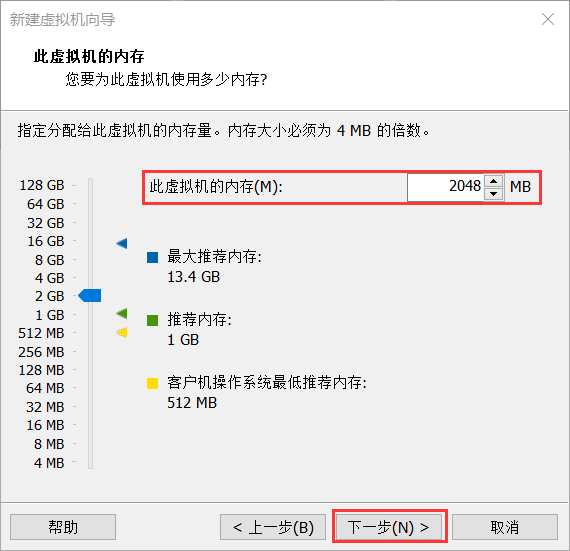 新建虚拟机向导
此虚拟机的内存
您要为此虚拟机使用多少内存?
指定分配给此虚拟机的内存量。内存大小必须为 4 MB 的倍数。
此虚拟机的内存(M): 2048 MB
128 GB
64 GB
32 GB
16 GB
8 GB
4 GB
2 GB
1 GB
512 MB
256 MB
128 MB
64 MB
32 MB
16 MB
8 MB
4 MB
最大推荐内存:
13.4 GB
推荐内存:
1 GB
客户机操作系统最低推荐内存:
512 MB
帮助 < 上一步(B) 下一步(N) > 取消